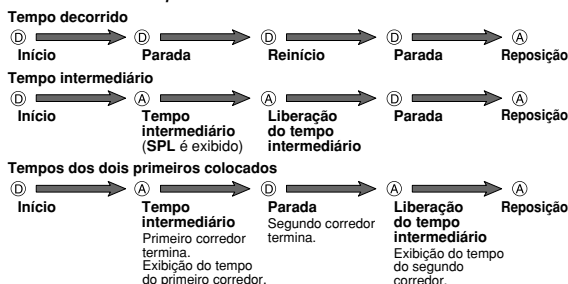 Tempo decorrido
Ⓓ Ⓓ Ⓓ Ⓓ Ⓐ
Início Parada Reinício Parada Reposição
Tempo intermediário
Ⓓ Ⓐ Ⓐ Ⓓ Ⓐ
Início Tempo Liberação Parada Reposição
intermediário do tempo
(SPL é exibido) intermediário
Tempos dos dois primeiros colocados
Ⓓ Ⓐ Ⓓ Ⓐ Ⓐ
Início Tempo Parada Liberação Reposição
intermediário Segundo corredor do tempo
Primeiro corredor termina. intermediário
termina. Exibição do tempo
Exibição do tempo do segundo
do primeiro corredor. corredor.